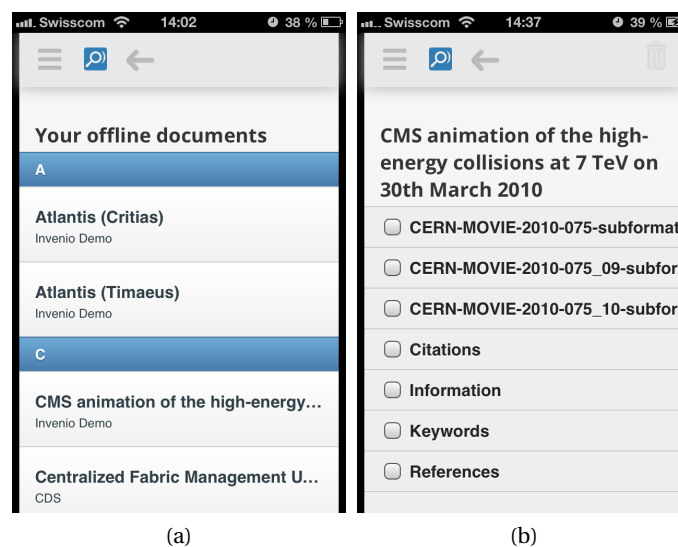 Swisscom 14:02 38 %
Your offline documents
A
Atlantis (Critias)
Invenio Demo
Atlantis (Timaeus)
Invenio Demo
C
CMS animation of the high-energy…
Invenio Demo
Centralized Fabric Management U…
CDS
(a)
Swisscom 14:37 39 %
CMS animation of the high-
energy collisions at 7 TeV on
30th March 2010
CERN-MOVIE-2010-075-subformat
CERN-MOVIE-2010-075_09-subfor
CERN-MOVIE-2010-075_10-subfor
Citations
Information
Keywords
References
(b)